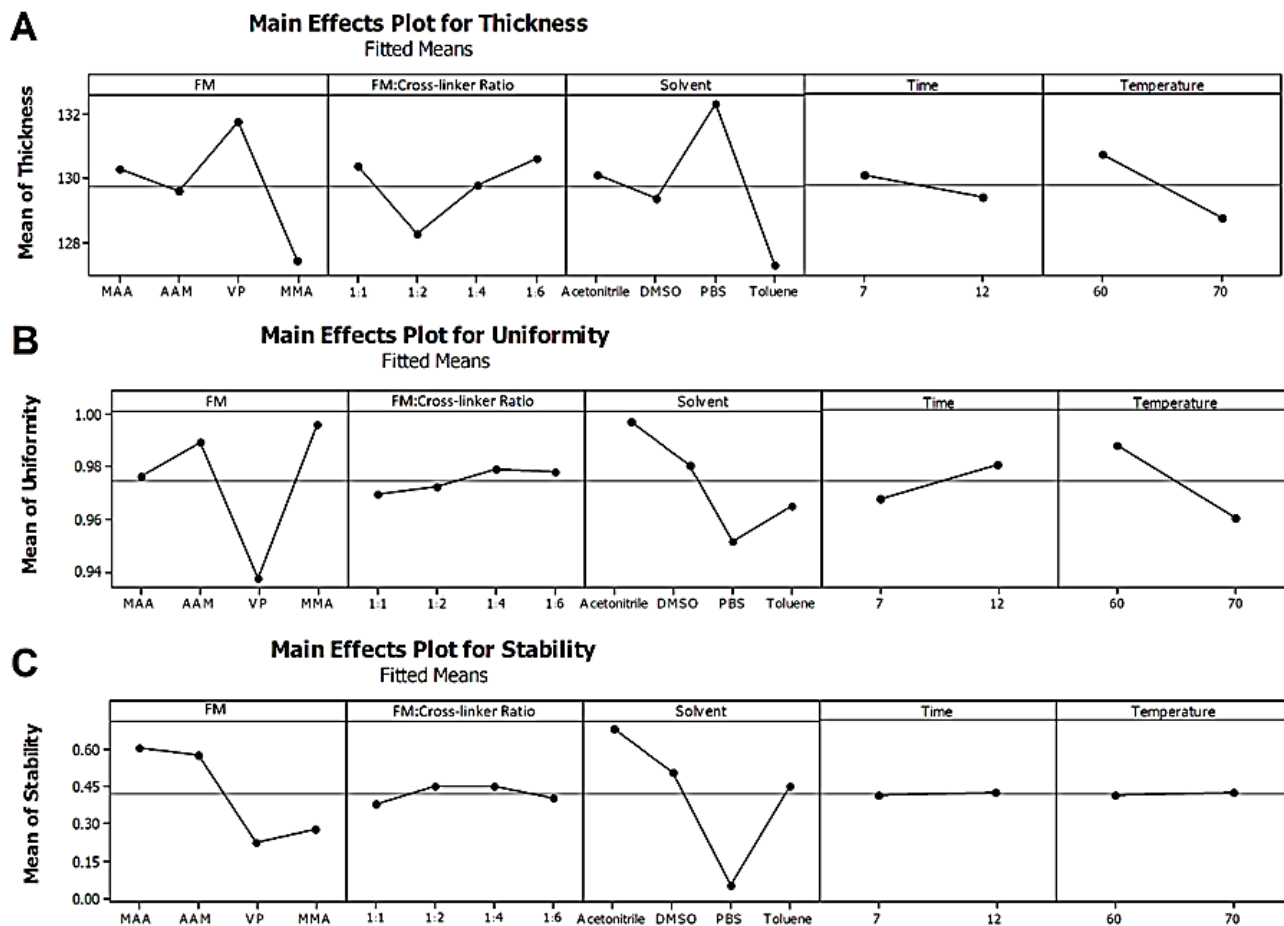 A
Main Effects Plot for Thickness
Fitted Means
FM FM:Cross-linker Ratio Solvent Time Temperature
Mean of Thickness
132
130
128
MAA AAM VP MMA 1:1 1:2 1:4 1:6 Acetonitrile DMSO PBS Toluene 7 12 60 70
B
Main Effects Plot for Uniformity
Fitted Means
FM FM:Cross-linker Ratio Solvent Time Temperature
Mean of Uniformity
1.00
0.98
0.96
0.94
MAA AAM VP MMA 1:1 1:2 1:4 1:6 Acetonitrile DMSO PBS Toluene 7 12 60 70
C
Main Effects Plot for Stability
Fitted Means
FM FM:Cross-linker Ratio Solvent Time Temperature
Mean of Stability
0.60
0.45
0.30
0.15
0.00
MAA AAM VP MMA 1:1 1:2 1:4 1:6 Acetonitrile DMSO PBS Toluene 7 12 60 70